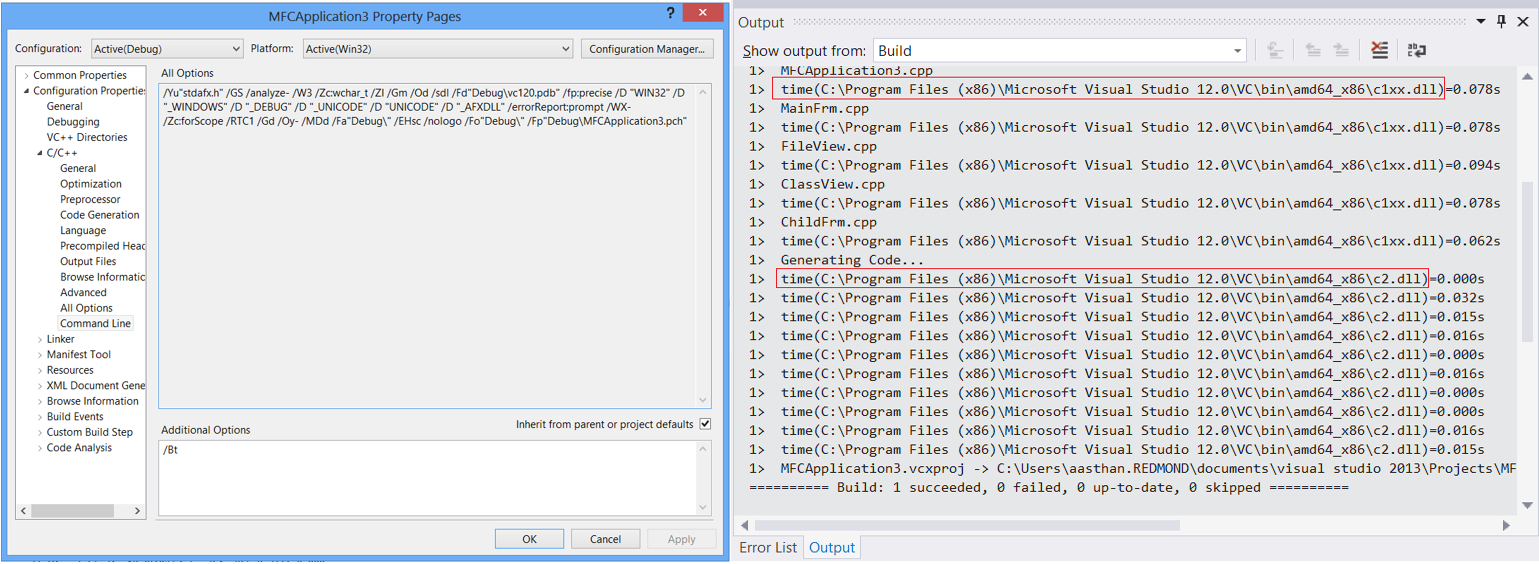 MFCApplication3 Property Pages
?
Configuration: Active(Debug) Platform: Active(Win32) Configuration Manager...
Common Properties
Configuration Properties
General
Debugging
VC++ Directories
C/C++
General
Optimization
Preprocessor
Code Generation
Language
Precompiled Head
Output Files
Browse Informatic
Advanced
All Options
Command Line
Linker
Manifest Tool
Resources
XML Document Gene
Browse Information
Build Events
Custom Build Step
Code Analysis
All Options
/Yu"stdafx.h" /GS /analyze- /W3 /Zc:wchar_t /ZI /Gm /Od /sdl /Fd"Debug\vc120.pdb" /fp:precise /D "WIN32" /D
"_WINDOWS" /D "_DEBUG" /D "_UNICODE" /D "UNICODE" /D "_AFXDLL" /errorReport:prompt /WX-
/Zc:forScope /RTC1 /Gd /Oy- /MDd /Fa"Debug\" /EHsc /nologo /Fo"Debug\" /Fp"Debug\MFCApplication3.pch"
Additional Options
Inherit from parent or project defaults
/Bt
OK Cancel Apply
Output
Show output from: Build
1> MFCApplication3.cpp
1> time(C:\Program Files (x86)\Microsoft Visual Studio 12.0\VC\bin\amd64_x86\c1xx.dll)=0.078s
1> MainFrm.cpp
1> time(C:\Program Files (x86)\Microsoft Visual Studio 12.0\VC\bin\amd64_x86\c1xx.dll)=0.078s
1> FileView.cpp
1> time(C:\Program Files (x86)\Microsoft Visual Studio 12.0\VC\bin\amd64_x86\c1xx.dll)=0.094s
1> ClassView.cpp
1> time(C:\Program Files (x86)\Microsoft Visual Studio 12.0\VC\bin\amd64_x86\c1xx.dll)=0.078s
1> ChildFrm.cpp
1> time(C:\Program Files (x86)\Microsoft Visual Studio 12.0\VC\bin\amd64_x86\c1xx.dll)=0.062s
1> Generating Code...
1> time(C:\Program Files (x86)\Microsoft Visual Studio 12.0\VC\bin\amd64_x86\c2.dll)=0.000s
1> time(C:\Program Files (x86)\Microsoft Visual Studio 12.0\VC\bin\amd64_x86\c2.dll)=0.032s
1> time(C:\Program Files (x86)\Microsoft Visual Studio 12.0\VC\bin\amd64_x86\c2.dll)=0.015s
1> time(C:\Program Files (x86)\Microsoft Visual Studio 12.0\VC\bin\amd64_x86\c2.dll)=0.016s
1> time(C:\Program Files (x86)\Microsoft Visual Studio 12.0\VC\bin\amd64_x86\c2.dll)=0.000s
1> time(C:\Program Files (x86)\Microsoft Visual Studio 12.0\VC\bin\amd64_x86\c2.dll)=0.016s
1> time(C:\Program Files (x86)\Microsoft Visual Studio 12.0\VC\bin\amd64_x86\c2.dll)=0.000s
1> time(C:\Program Files (x86)\Microsoft Visual Studio 12.0\VC\bin\amd64_x86\c2.dll)=0.000s
1> time(C:\Program Files (x86)\Microsoft Visual Studio 12.0\VC\bin\amd64_x86\c2.dll)=0.016s
1> time(C:\Program Files (x86)\Microsoft Visual Studio 12.0\VC\bin\amd64_x86\c2.dll)=0.015s
1> MFCApplication3.vcxproj -> C:\Users\aasthan.REDMOND\documents\visual studio 2013\Projects\MF
========== Build: 1 succeeded, 0 failed, 0 up-to-date, 0 skipped ==========
Error List Output